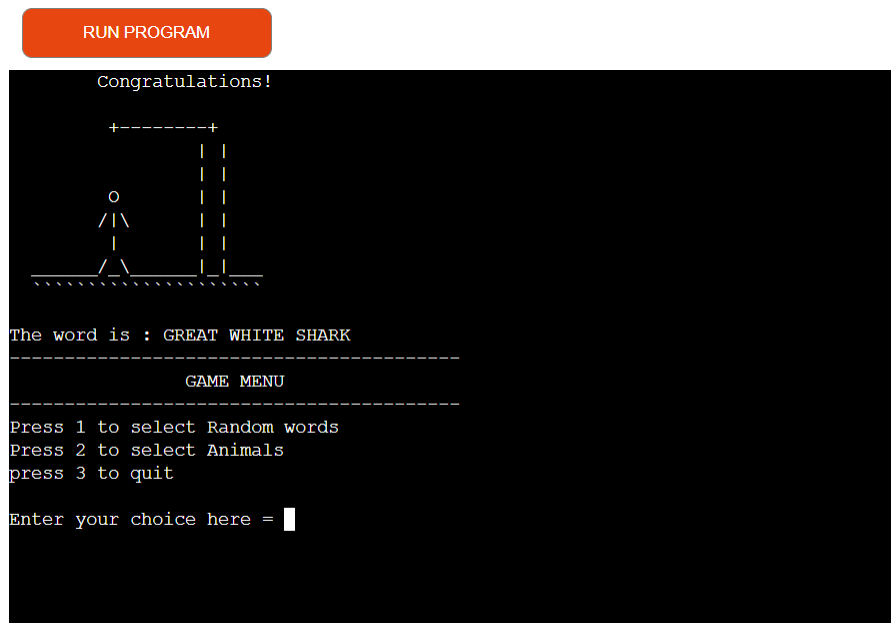 RUN PROGRAM
Congratulations!
+--------+
| |
| |
O | |
/|\ | |
| | |
______/_\______|_|___
`````````````````````
The word is : GREAT WHITE SHARK
-----------------------------------------
GAME MENU
-----------------------------------------
Press 1 to select Random words
Press 2 to select Animals
press 3 to quit
Enter your choice here =